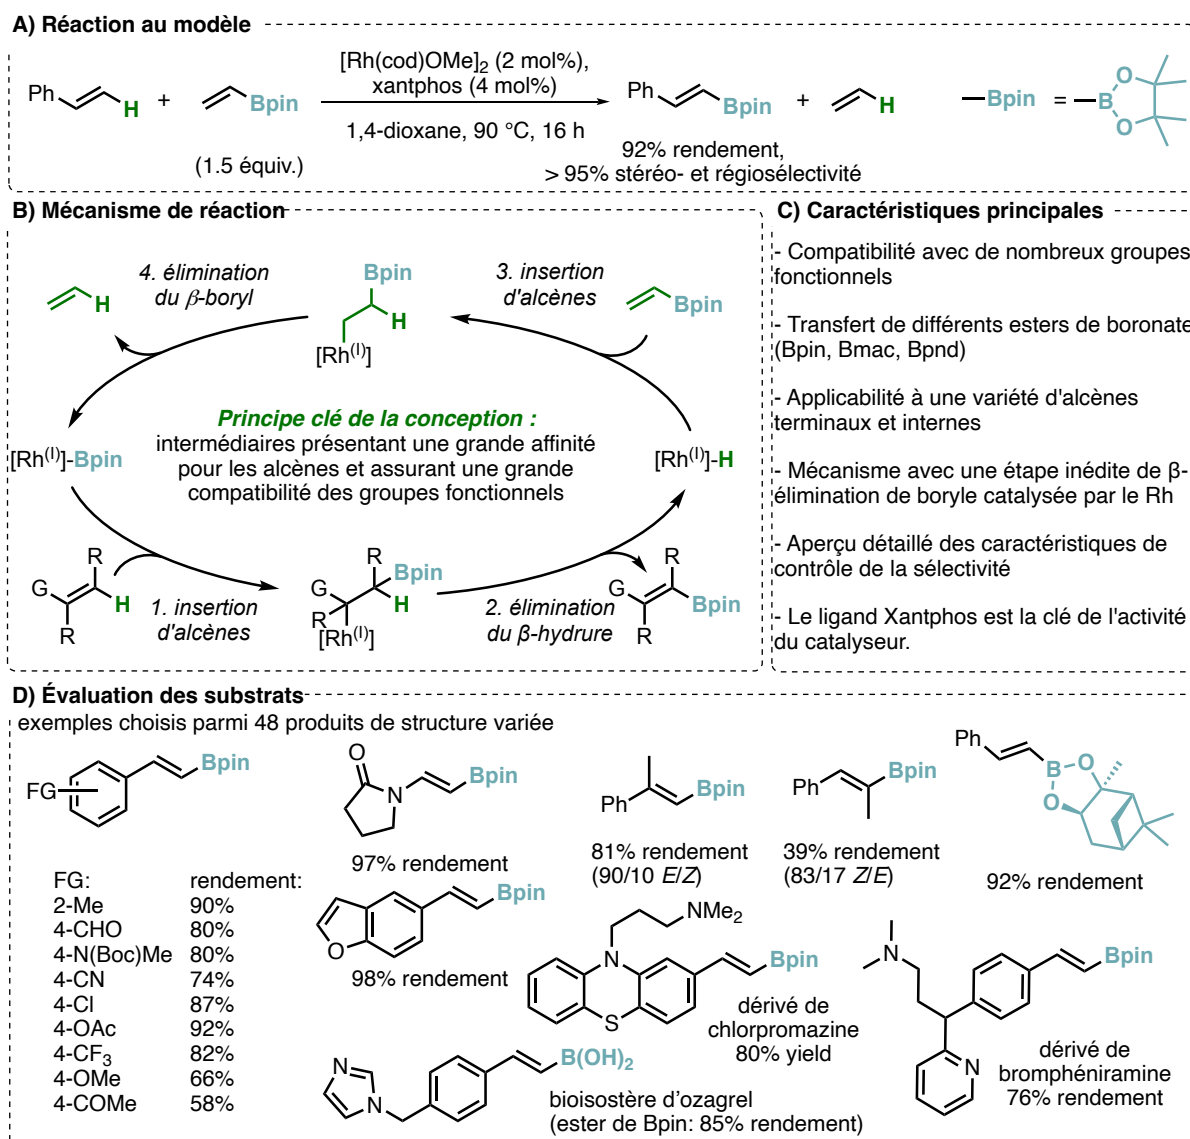 A) Réaction au modèle
Ph
H
+
Bpin
(1.5 équiv.)
[Rh(cod)OMe]2 (2 mol%),
xantphos (4 mol%)
1,4-dioxane, 90 °C, 16 h
Ph
Bpin
+
H
92% rendement,
> 95% stéréo- et régiosélectivité
Bpin
=
B
O
O
B) Mécanisme de réaction
4. élimination
du β-boryl
H
Bpin
H
[Rh(I)]
3. insertion
d'alcènes
Bpin
Principe clé de la conception :
intermédiaires présentant une grande affinité
pour les alcènes et assurant une grande
compatibilité des groupes fonctionnels
[Rh(I)]-Bpin
[Rh(I)]-H
R
G
H
R
1. insertion
d'alcènes
R
G
Bpin
R
H
[Rh(I)]
2. élimination
du β-hydrure
R
G
Bpin
R
C) Caractéristiques principales
- Compatibilité avec de nombreux groupes
fonctionnels
- Transfert de différents esters de boronate
(Bpin, Bmac, Bpnd)
- Applicabilité à une variété d'alcènes
terminaux et internes
- Mécanisme avec une étape inédite de β-
élimination de boryle catalysée par le Rh
- Aperçu détaillé des caractéristiques de
contrôle de la sélectivité
- Le ligand Xantphos est la clé de l'activité
du catalyseur.
D) Évaluation des substrats
exemples choisis parmi 48 produits de structure variée
FG
Bpin
FG: rendement:
2-Me 90%
4-CHO 80%
4-N(Boc)Me 80%
4-CN 74%
4-Cl 87%
4-OAc 92%
4-CF3 82%
4-OMe 66%
4-COMe 58%
O
N
Bpin
97% rendement
Ph
Bpin
81% rendement
(90/10 E/Z)
Ph
Bpin
39% rendement
(83/17 Z/E)
Ph
B
O
O
92% rendement
O
Bpin
98% rendement
NMe2
N
S
Bpin
dérivé de
chlorpromazine
80% yield
N
N
Bpin
dérivé de
bromphéniramine
76% rendement
N
N
B(OH)2
bioisostère d'ozagrel
(ester de Bpin: 85% rendement)